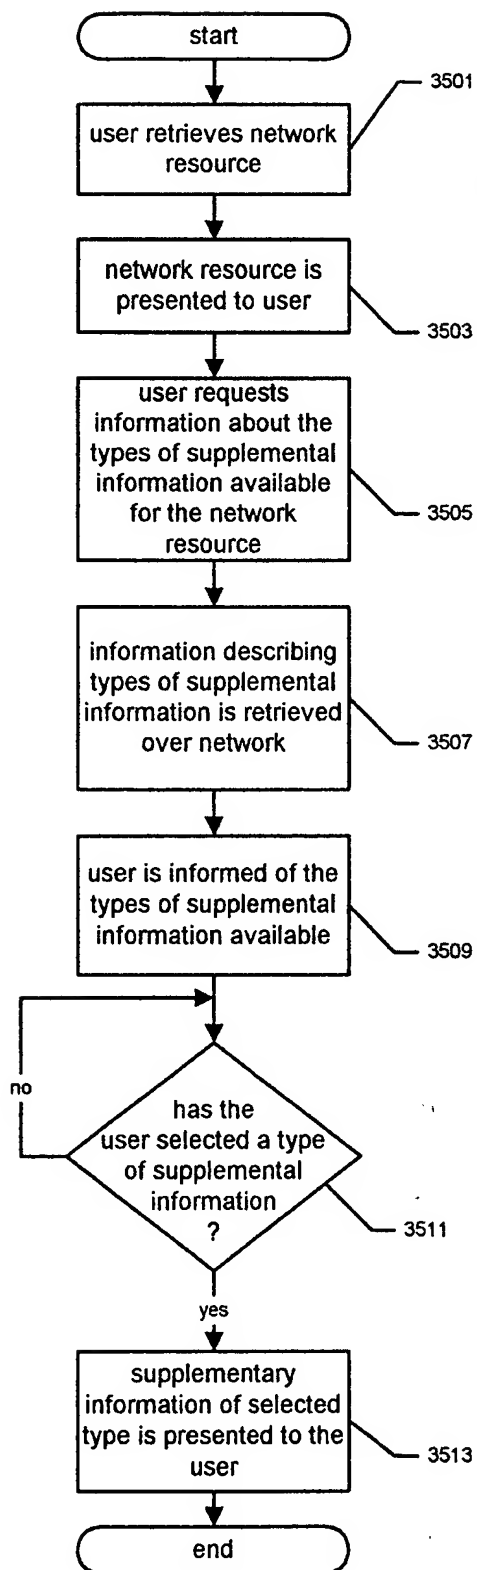 start
3501
user retrieves network
resource
network resource is
presented to user
3503
user requests
information about the
types of supplemental
information available
for the network
resource
3505
information describing
types of supplemental
information is retrieved
over network
3507
user is informed of the
types of supplemental
information available
3509
no
has the
user selected a type
of supplemental
information
?
3511
yes
supplementary
information of selected
type is presented to the
user
3513
end